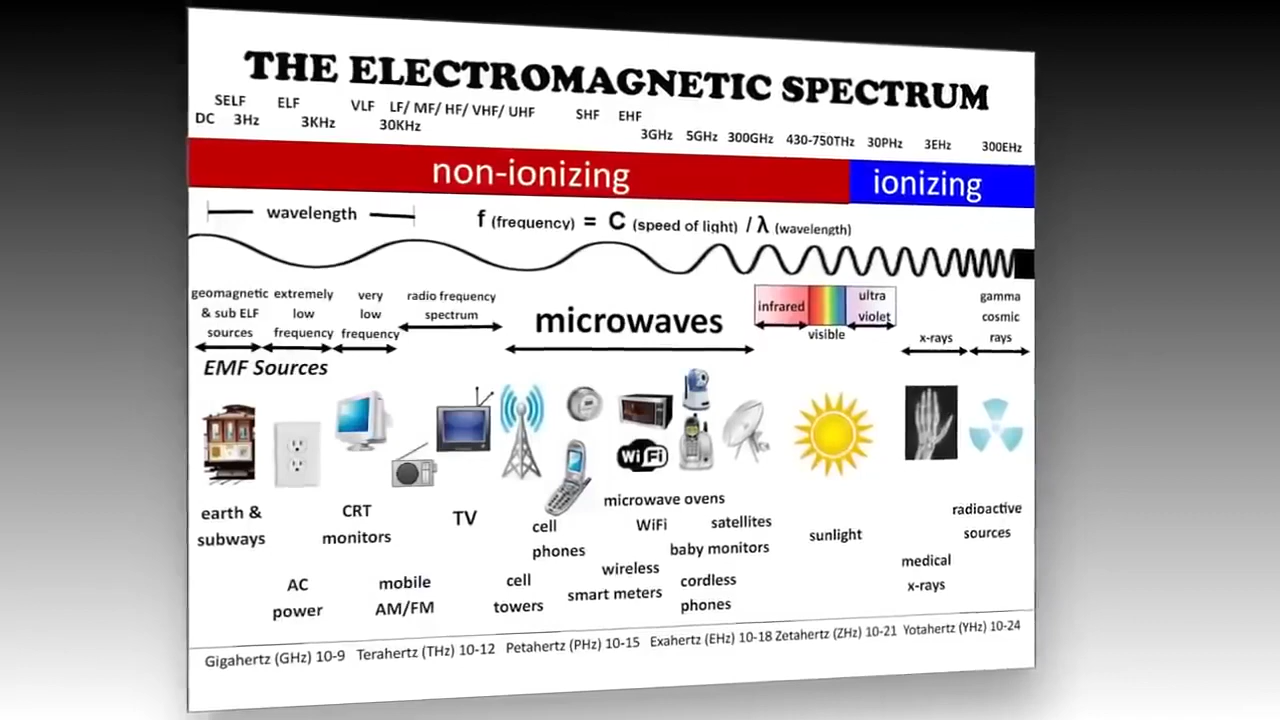 THE ELECTROMAGNETIC SPECTRUM
SELF ELF VLF LF/ MF/ HF/ VHF/ UHF SHF EHF
DC 3Hz 3KHz 30KHz 3GHz 5GHz 300GHz 430-750THz 30PHz 3EHz 300EHz
non-ionizing ionizing
wavelength f (frequency) = C (speed of light) / λ (wavelength)
geomagnetic
& sub ELF
sources
extremely
low
frequency
very
low
frequency
radio frequency
spectrum
microwaves
infrared
visible
ultra
violet
x-rays
gamma
cosmic
rays
EMF Sources
WiFi
earth &
subways
AC
power
CRT
monitors
mobile
AM/FM
TV
cell
phones
cell
towers
microwave ovens
WiFi
wireless
smart meters
satellites
baby monitors
cordless
phones
sunlight
medical
x-rays
radioactive
sources
Gigahertz (GHz) 10-9 Terahertz (THz) 10-12 Petahertz (PHz) 10-15 Exahertz (EHz) 10-18 Zetahertz (ZHz) 10-21 Yotahertz (YHz) 10-24